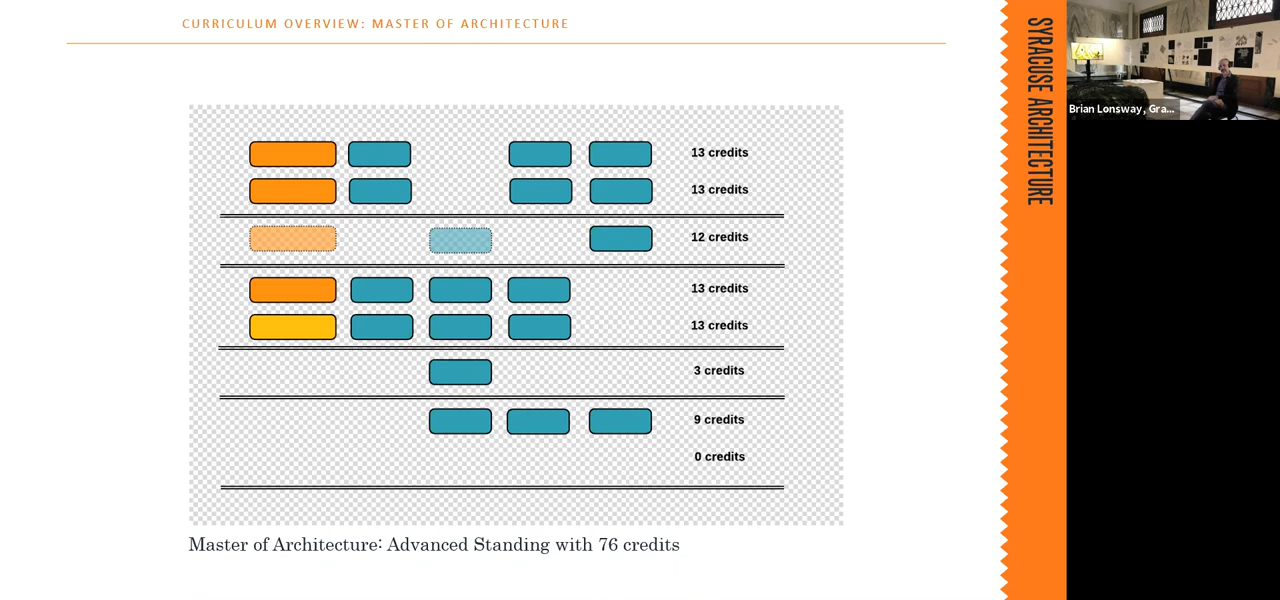 CURRICULUM OVERVIEW: MASTER OF ARCHITECTURE
13 credits
13 credits
12 credits
13 credits
13 credits
3 credits
9 credits
0 credits
Master of Architecture: Advanced Standing with 76 credits
SYRACUSE ARCHITECTURE
Brian Lonsway, Gra...